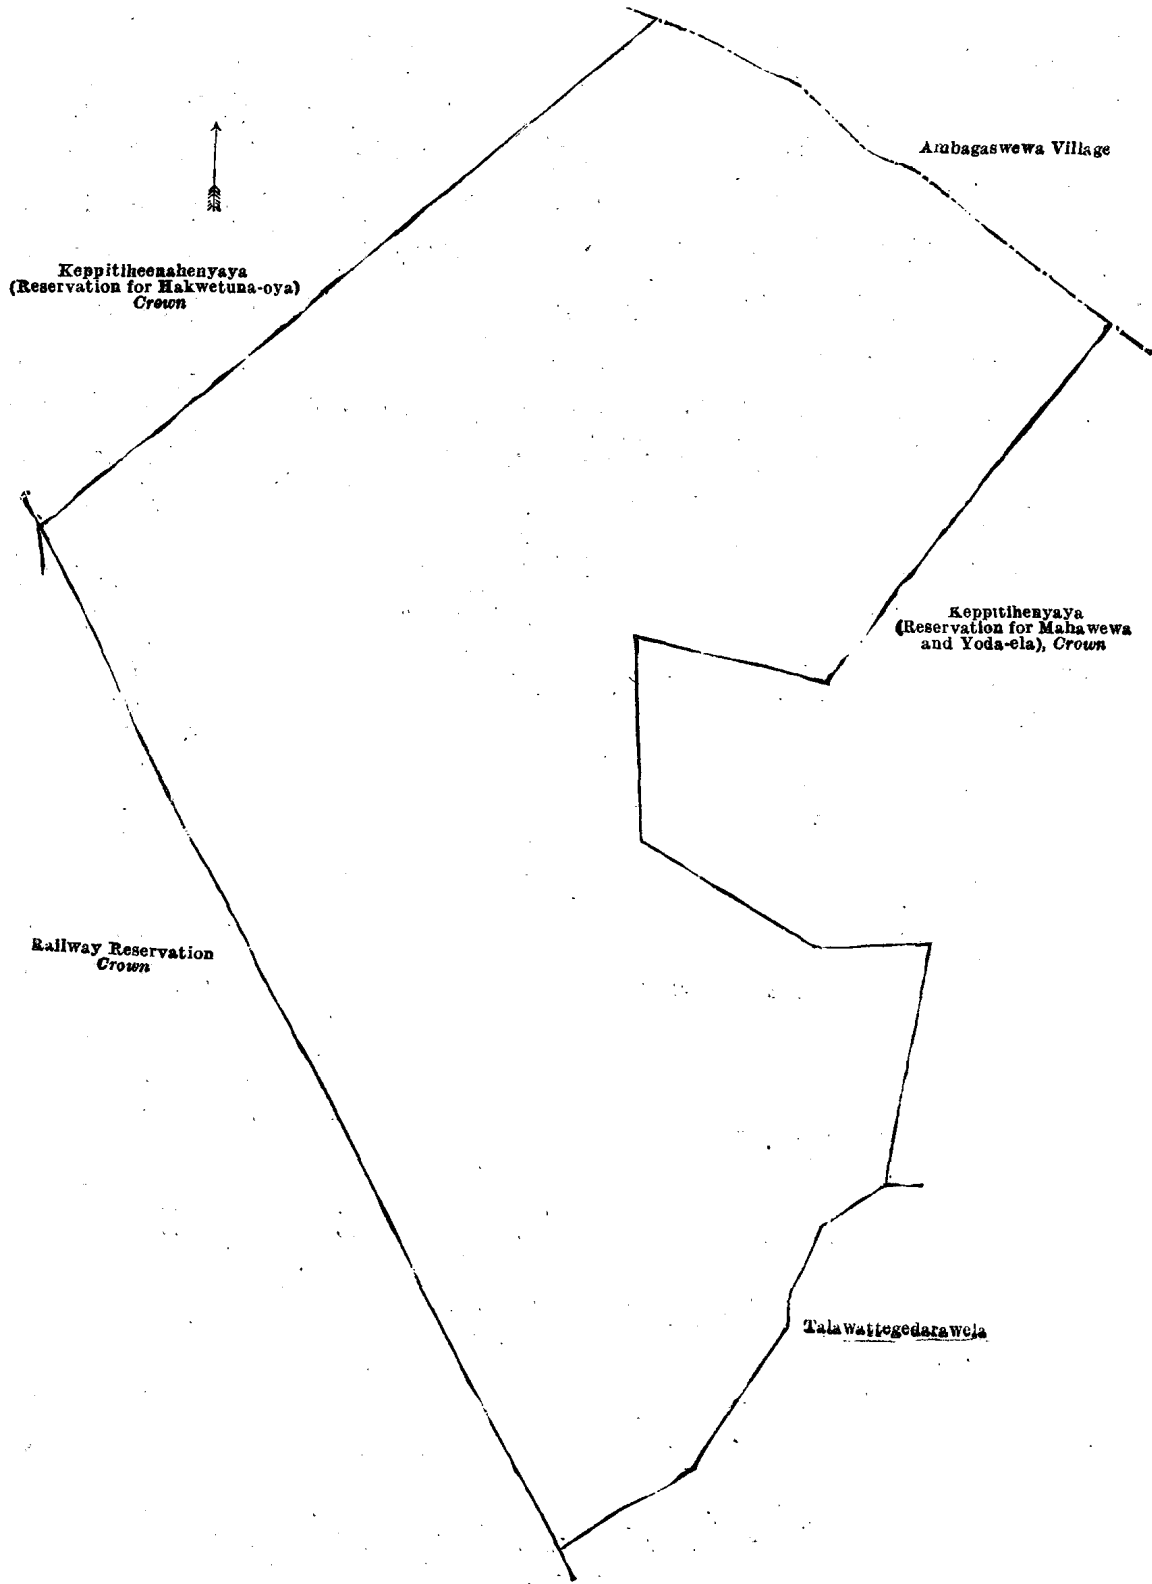 Ambagaswewa Village
Keppitiheenahenyaya
(Reservation for Hakwetuna-oya)
Crown
Keppitihenyaya
(Reservation for Mahawewa
and Yoda-ela), Crown
Railway Reservation
Crown
Talawattegedarawela